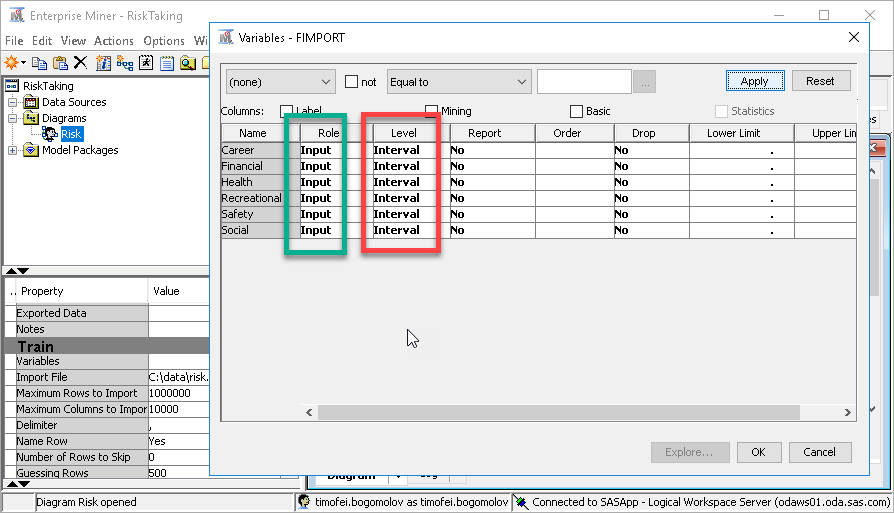 Enterprise Miner - RiskTaking
File Edit View Actions Options Wi
RiskTaking
Data Sources
Diagrams
Risk
Model Packages
.. Property Value
Exported Data
Notes
Train
Variables
Import File C:\data\risk.
Maximum Rows to Import 1000000
Maximum Columns to Impor 10000
Delimiter ,
Name Row Yes
Number of Rows to Skip 0
Guessing Rows 500
Variables - FIMPORT
(none) not Equal to ... Apply Reset
Columns: Label Mining Basic Statistics
Name Role Level Report Order Drop Lower Limit Upper Lim
Career Input Interval No No .
Financial Input Interval No No .
Health Input Interval No No .
Recreational Input Interval No No .
Safety Input Interval No No .
Social Input Interval No No .
Explore... OK Cancel
Diagram
Diagram Risk opened timofei.bogomolov as timofei.bogomolov Connected to SASApp - Logical Workspace Server (odaws01.oda.sas.com)